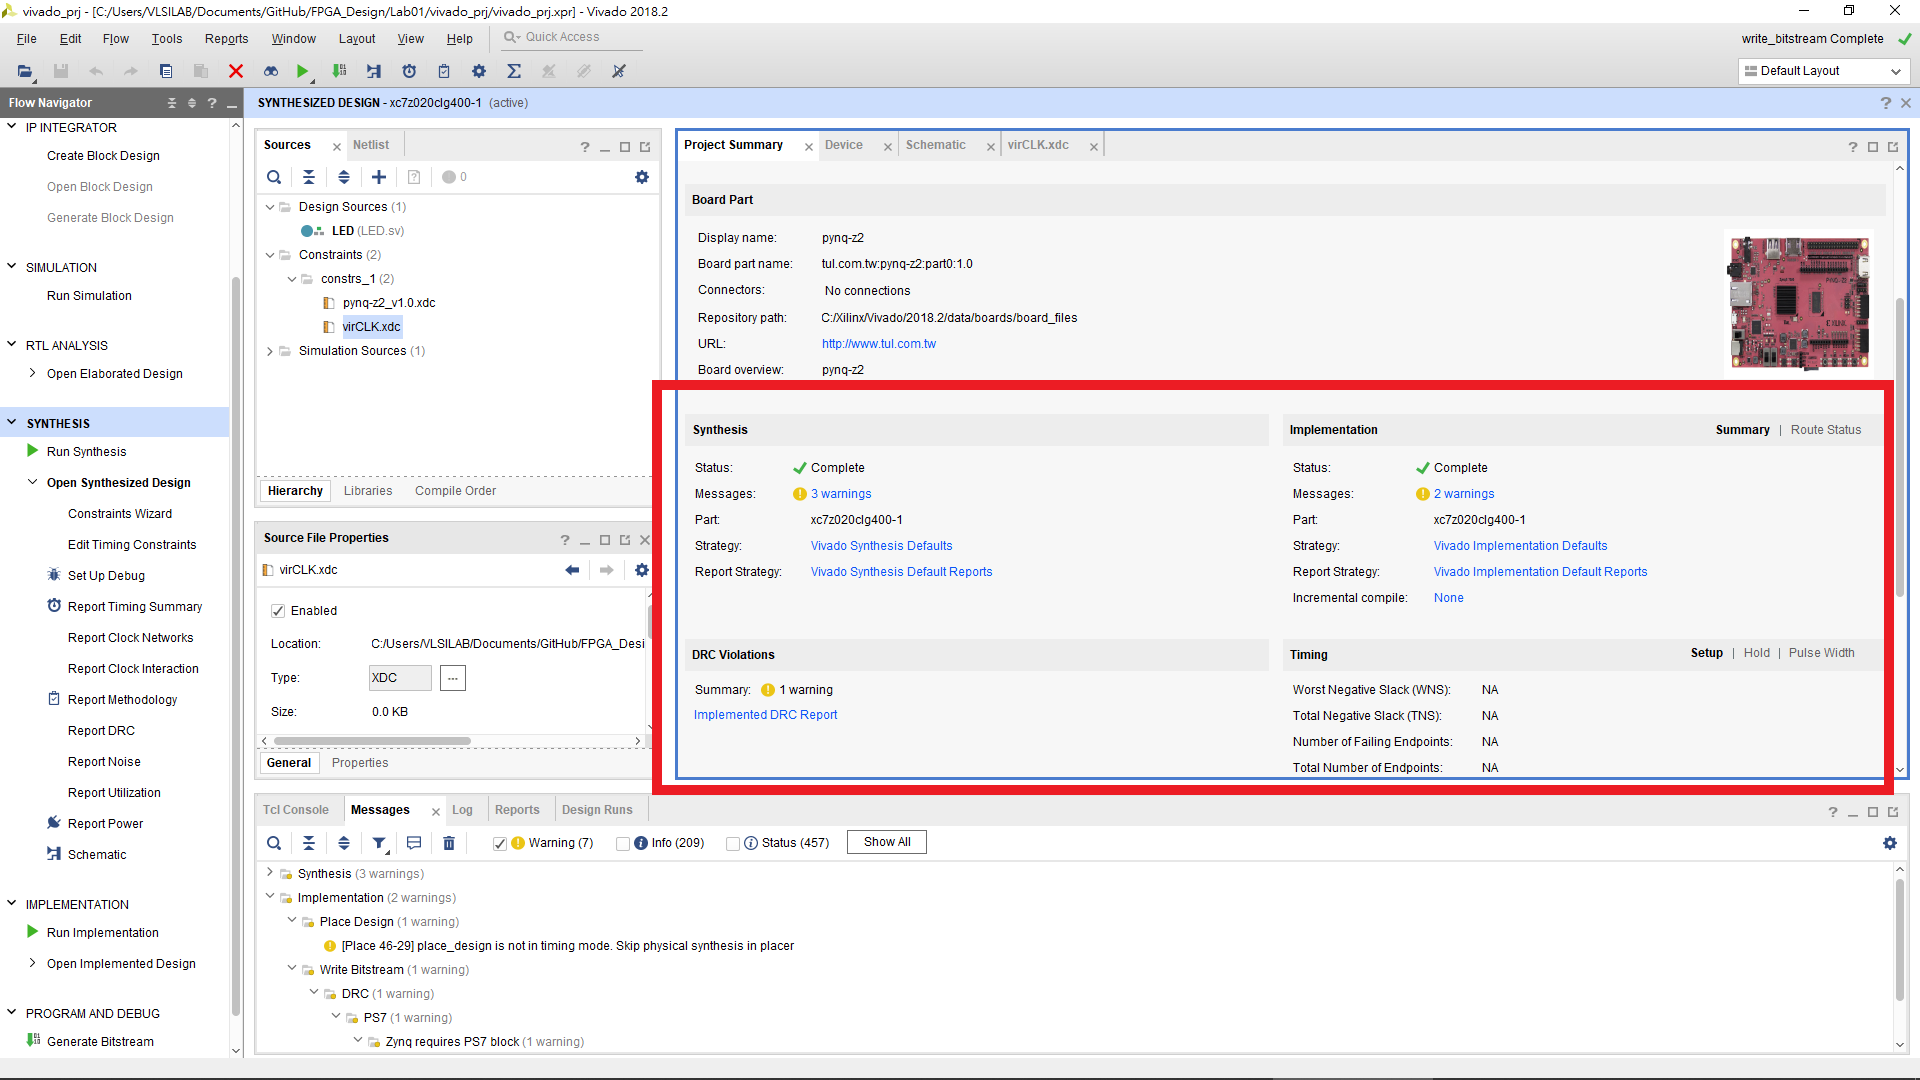 vivado_prj - [C:/Users/VLSILAB/Documents/GitHub/FPGA_Design/Lab01/vivado_prj/vivado_prj.xpr] - Vivado 2018.2
File Edit Flow Tools Reports Window Layout View Help Quick Access
write_bitstream Complete
Default Layout
Flow Navigator
SYNTHESIZED DESIGN - xc7z020clg400-1 (active)
IP INTEGRATOR
Create Block Design
Open Block Design
Generate Block Design
SIMULATION
Run Simulation
RTL ANALYSIS
Open Elaborated Design
SYNTHESIS
Run Synthesis
Open Synthesized Design
Constraints Wizard
Edit Timing Constraints
Set Up Debug
Report Timing Summary
Report Clock Networks
Report Clock Interaction
Report Methodology
Report DRC
Report Noise
Report Utilization
Report Power
Schematic
IMPLEMENTATION
Run Implementation
Open Implemented Design
PROGRAM AND DEBUG
Generate Bitstream
Sources Netlist
0
Design Sources (1)
LED (LED.sv)
Constraints (2)
constrs_1 (2)
pynq-z2_v1.0.xdc
virCLK.xdc
Simulation Sources (1)
Hierarchy Libraries Compile Order
Source File Properties
virCLK.xdc
Enabled
Location: C:/Users/VLSILAB/Documents/GitHub/FPGA_Desi
Type: XDC ...
Size: 0.0 KB
General Properties
Project Summary Device Schematic virCLK.xdc
Board Part
Display name: pynq-z2
Board part name: tul.com.tw:pynq-z2:part0:1.0
Connectors: No connections
Repository path: C:/Xilinx/Vivado/2018.2/data/boards/board_files
URL: http://www.tul.com.tw
Board overview: pynq-z2
Synthesis
Status: Complete
Messages: 3 warnings
Part: xc7z020clg400-1
Strategy: Vivado Synthesis Defaults
Report Strategy: Vivado Synthesis Default Reports
Implementation Summary | Route Status
Status: Complete
Messages: 2 warnings
Part: xc7z020clg400-1
Strategy: Vivado Implementation Defaults
Report Strategy: Vivado Implementation Default Reports
Incremental compile: None
DRC Violations
Summary: 1 warning
Implemented DRC Report
Timing Setup | Hold | Pulse Width
Worst Negative Slack (WNS): NA
Total Negative Slack (TNS): NA
Number of Failing Endpoints: NA
Total Number of Endpoints: NA
Tcl Console Messages Log Reports Design Runs
Warning (7) Info (209) Status (457) Show All
Synthesis (3 warnings)
Implementation (2 warnings)
Place Design (1 warning)
[Place 46-29] place_design is not in timing mode. Skip physical synthesis in placer
Write Bitstream (1 warning)
DRC (1 warning)
PS7 (1 warning)
Zynq requires PS7 block (1 warning)